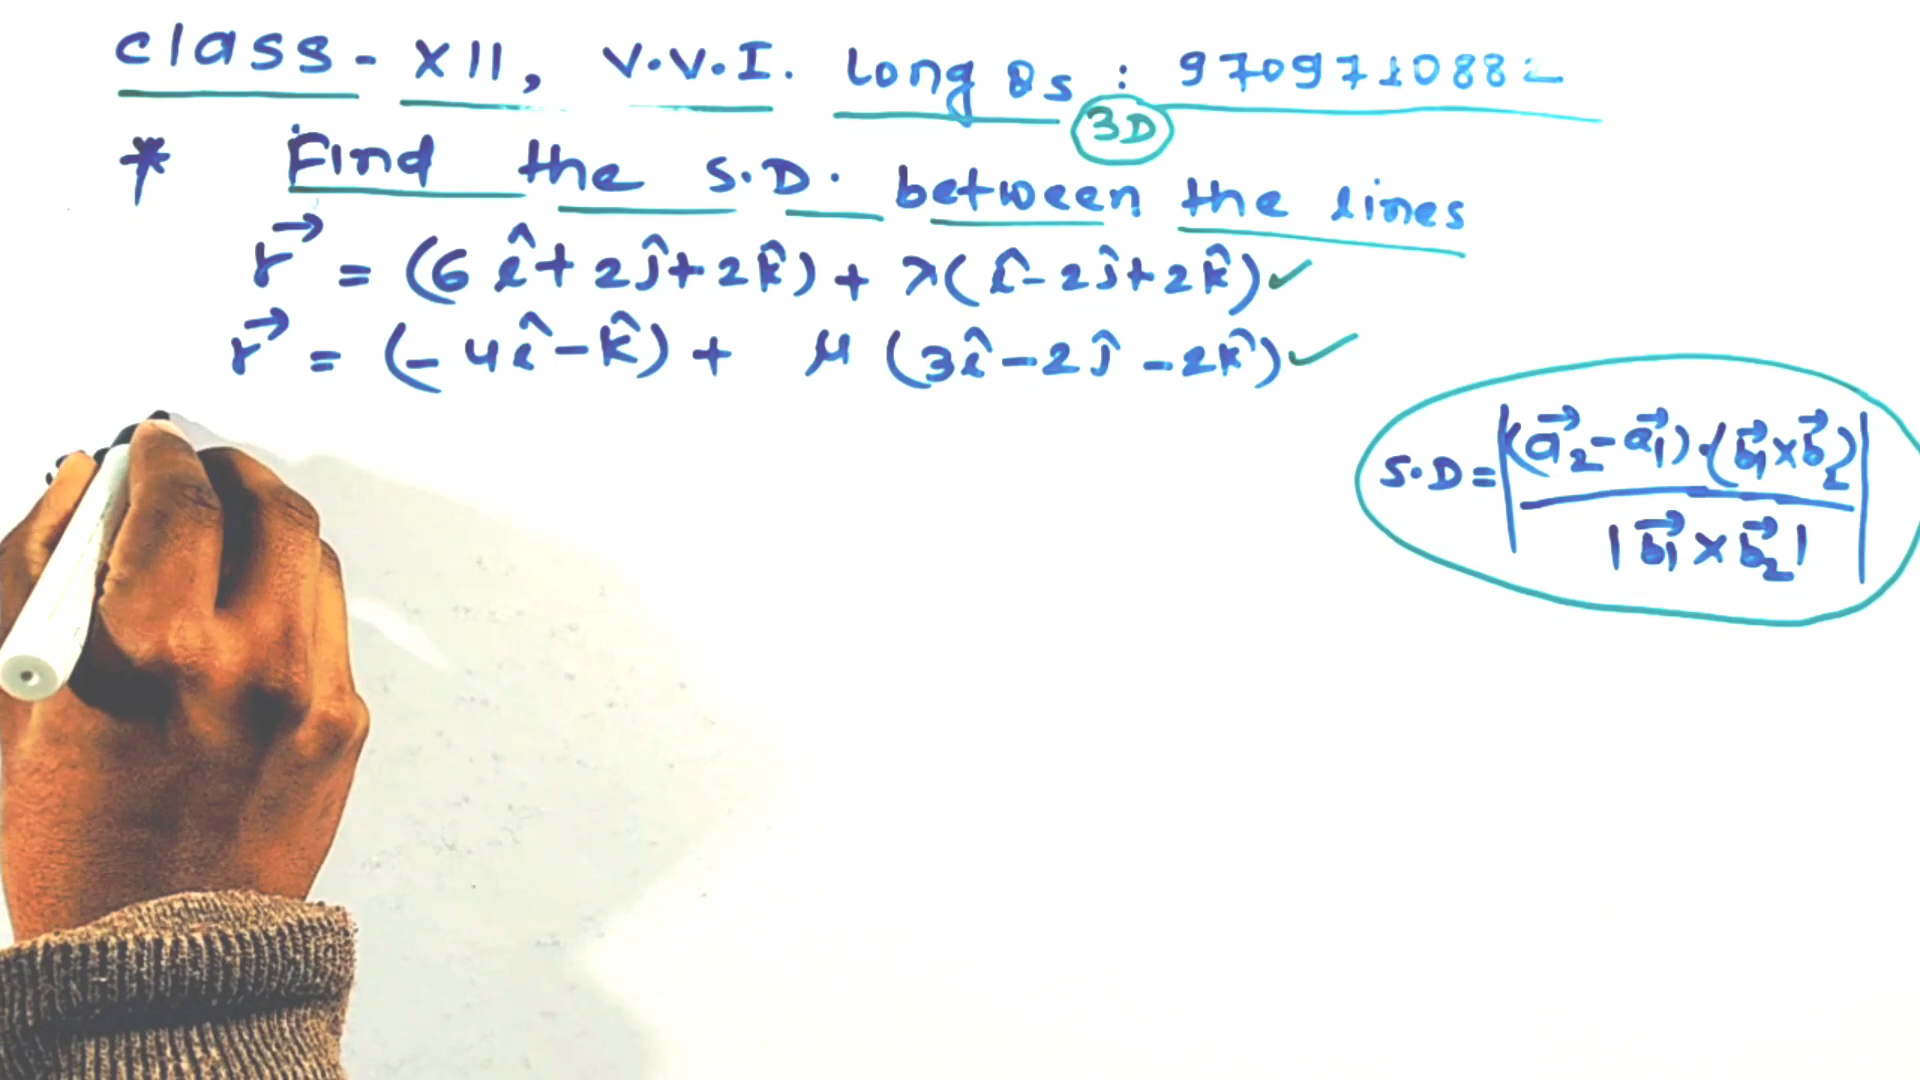 class - XII, V.V.I. Long Qs : 9709710882
3D
* Find the S.D. between the lines
r⃗ = (6î + 2ĵ + 2k̂) + λ(î - 2ĵ + 2k̂) ✓
r⃗ = (-4î - k̂) + μ (3î - 2ĵ - 2k̂) ✓
S.D = |(a⃗₂ - a⃗₁) · (b⃗₁ × b⃗₂) / |b⃗₁ × b⃗₂||